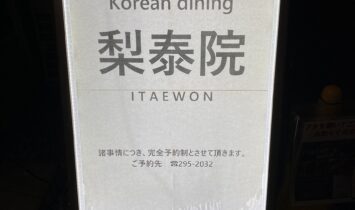 Korean dining
梨泰院
ITAEWON
諸事情につき、完全予約制とさせて頂きます。
ご予約先　☎295-2032